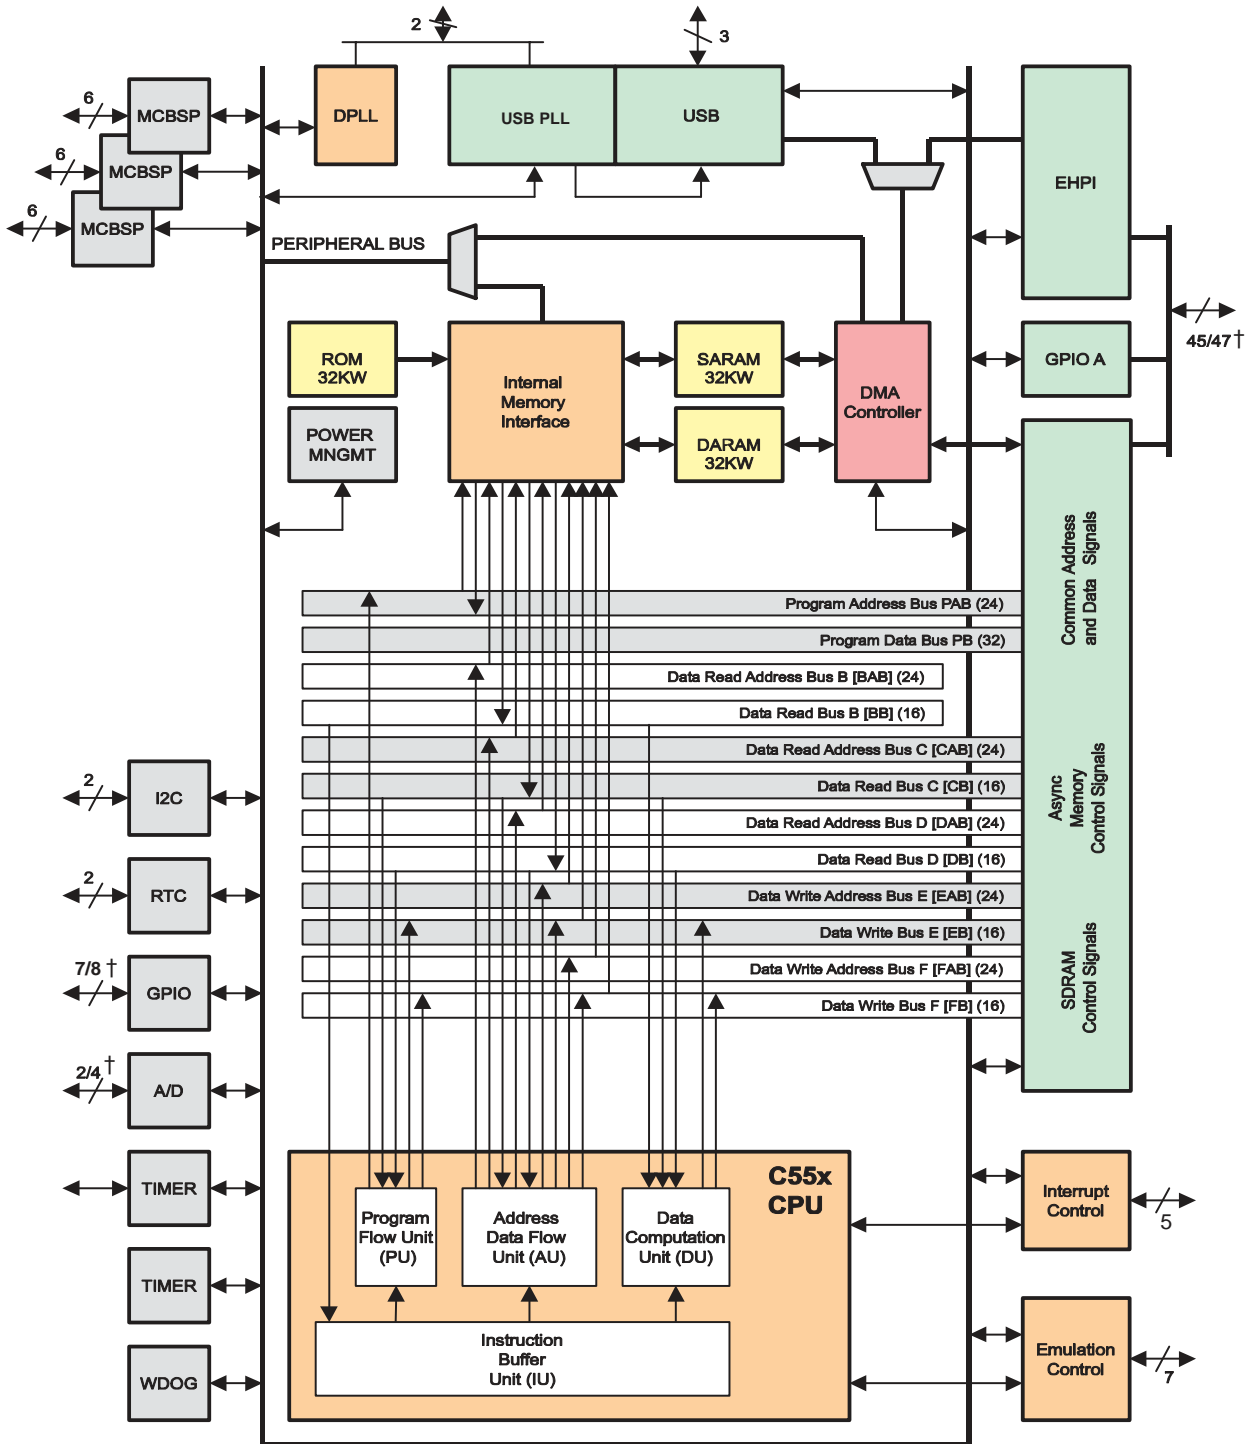 2
3
6
MCBSP
6
MCBSP
6
MCBSP
DPLL
USB PLL
USB
EHPI
PERIPHERAL BUS
45/47†
ROM
32KW
Internal
Memory
Interface
SARAM
32KW
DMA
Controller
GPIO A
POWER
MNGMT
DARAM
32KW
Common Address
and Data Signals
Async
Memory
Control Signals
SDRAM
Control Signals
Program Address Bus PAB (24)
Program Data Bus PB (32)
Data Read Address Bus B [BAB] (24)
Data Read Bus B [BB] (16)
Data Read Address Bus C [CAB] (24)
Data Read Bus C [CB] (16)
Data Read Address Bus D [DAB] (24)
Data Read Bus D [DB] (16)
Data Write Address Bus E [EAB] (24)
Data Write Bus E [EB] (16)
Data Write Address Bus F [FAB] (24)
Data Write Bus F [FB] (16)
2
I2C
2
RTC
7/8 †
GPIO
2/4 †
A/D
TIMER
TIMER
WDOG
C55x
CPU
Program
Flow Unit
(PU)
Address
Data Flow
Unit (AU)
Data
Computation
Unit (DU)
Instruction
Buffer
Unit (IU)
Interrupt
Control
5
Emulation
Control
7